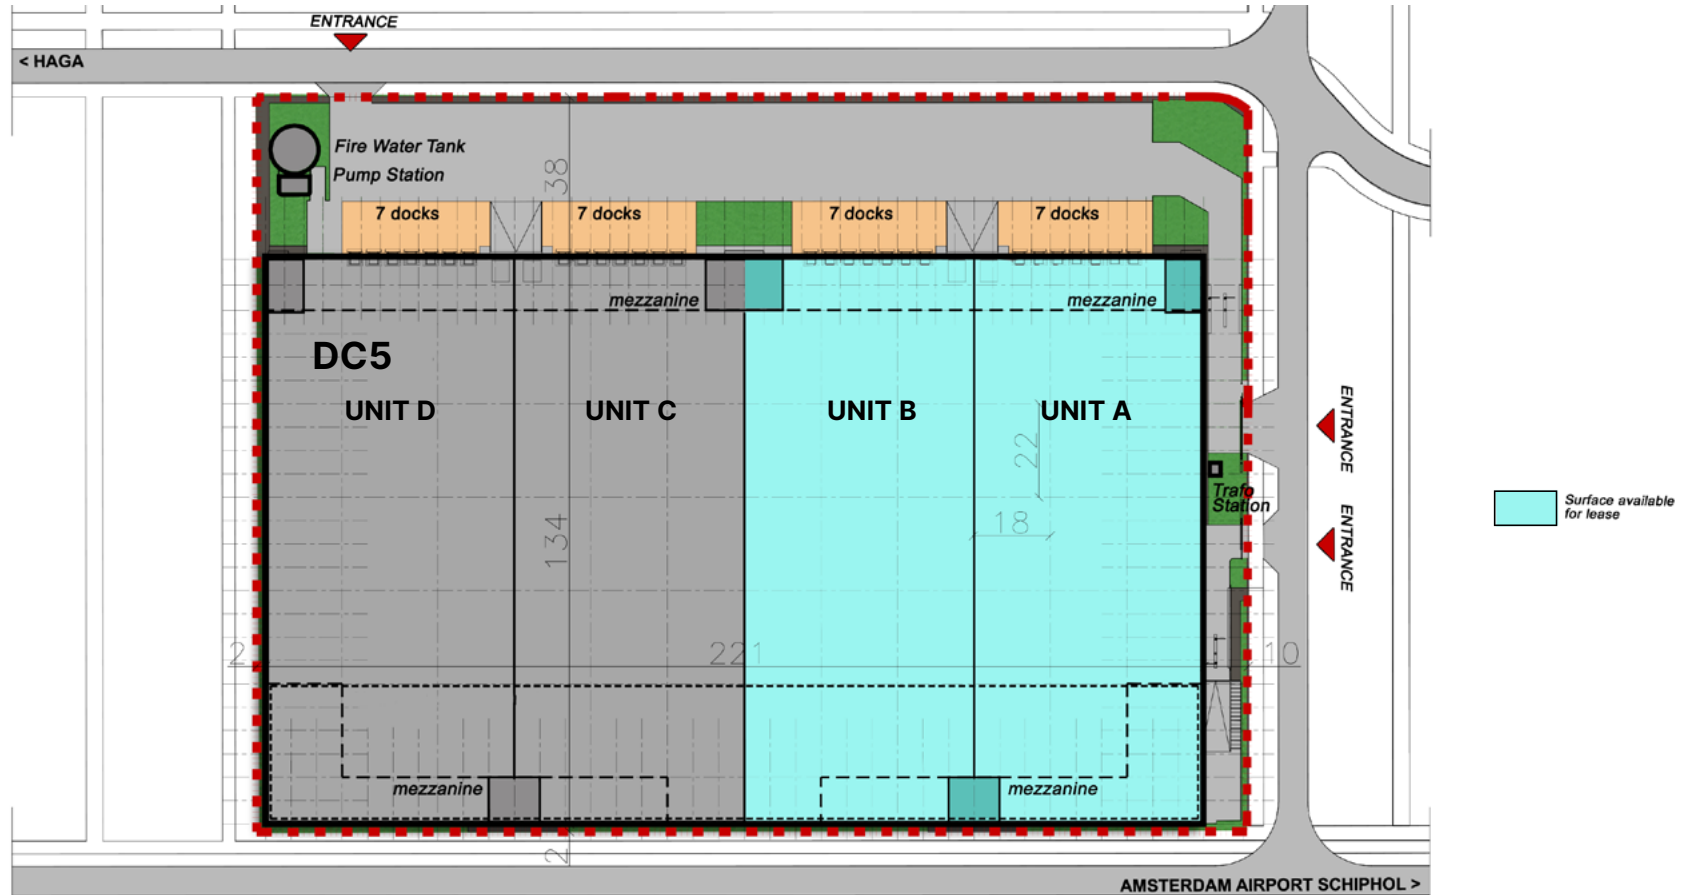 ENTRANCE
< HAGA
Fire Water Tank
Pump Station
38
7 docks
7 docks
7 docks
7 docks
mezzanine
mezzanine
DC5
UNIT D
UNIT C
UNIT B
UNIT A
ENTRANCE
22
Trafo
Station
Surface available
for lease
18
134
ENTRANCE
2
221
10
mezzanine
mezzanine
2
AMSTERDAM AIRPORT SCHIPHOL >